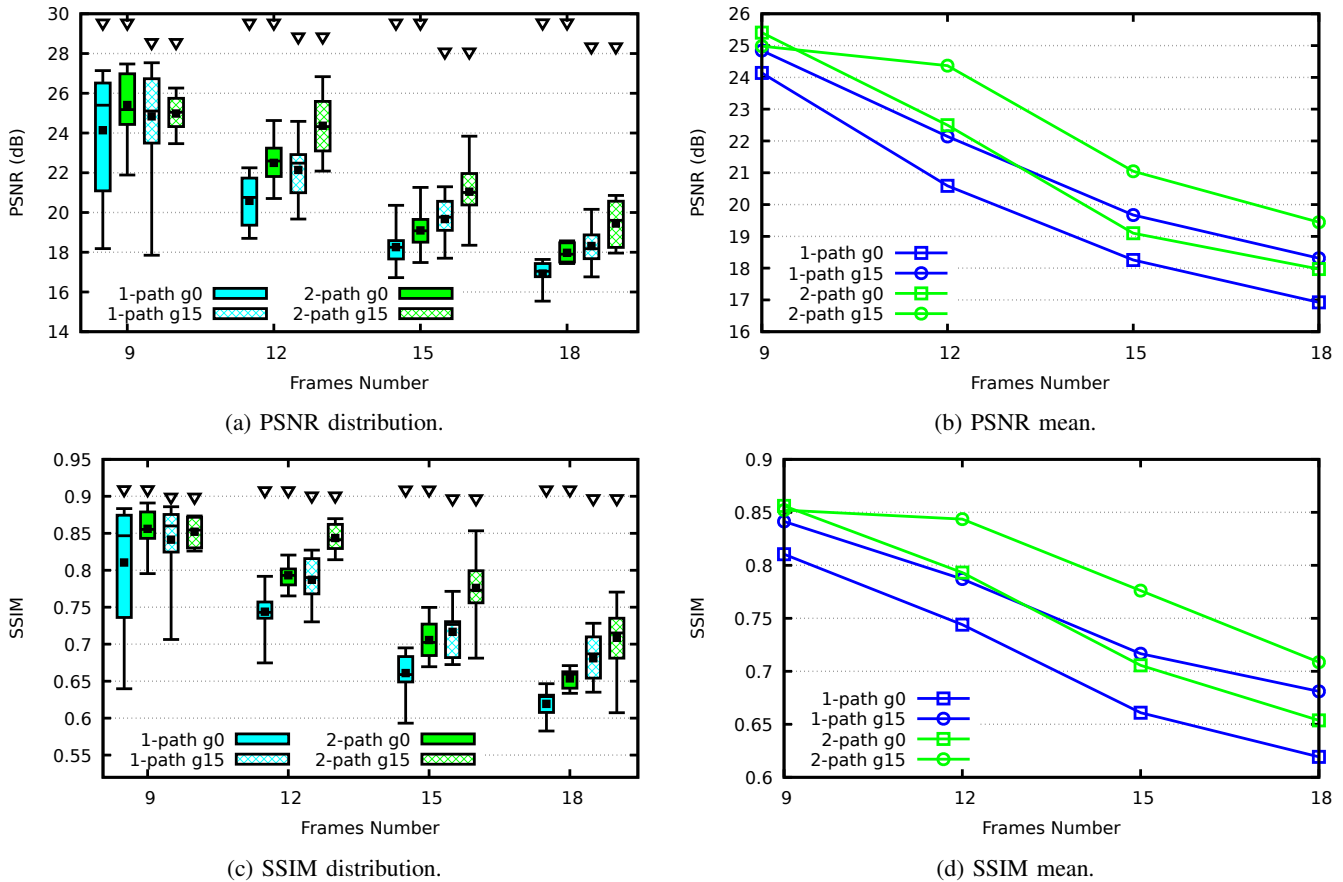 30
28
26
24
22
20
18
16
14
PSNR (dB)
1-path g0
1-path g15
2-path g0
2-path g15
9
12
15
18
Frames Number
(a) PSNR distribution.
26
25
24
23
22
21
20
19
18
17
16
PSNR (dB)
1-path g0
1-path g15
2-path g0
2-path g15
9
12
15
18
Frames Number
(b) PSNR mean.
0.95
0.9
0.85
0.8
0.75
0.7
0.65
0.6
0.55
SSIM
1-path g0
1-path g15
2-path g0
2-path g15
9
12
15
18
Frames Number
(c) SSIM distribution.
0.9
0.85
0.8
0.75
0.7
0.65
0.6
SSIM
1-path g0
1-path g15
2-path g0
2-path g15
9
12
15
18
Frames Number
(d) SSIM mean.